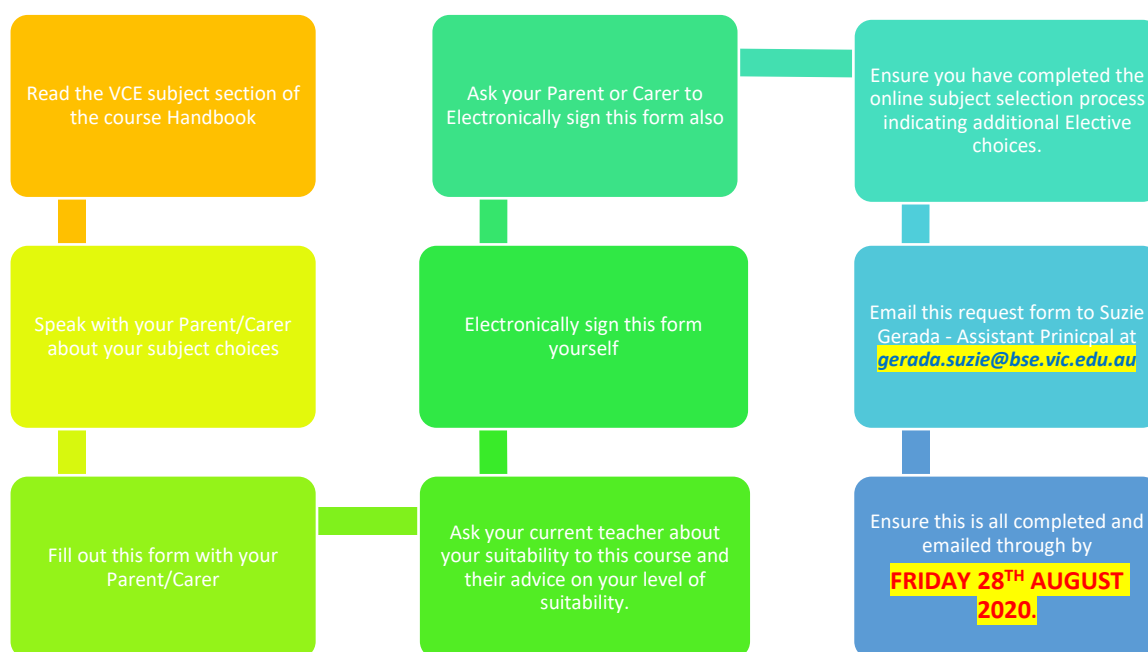 Read the VCE subject section of
the course Handbook
Speak with your Parent/Carer
about your subject choices
Fill out this form with your
Parent/Carer
Ask your current teacher about
your suitability to this course and
their advice on your level of
suitability.
Electronically sign this form
yourself
Ask your Parent or Carer to
Electronically sign this form also
Ensure you have completed the
online subject selection process
indicating additional Elective
choices.
Email this request form to Suzie
Gerada - Assistant Prinicpal at
gerada.suzie@bse.vic.edu.au
Ensure this is all completed and
emailed through by
FRIDAY 28TH AUGUST
2020.